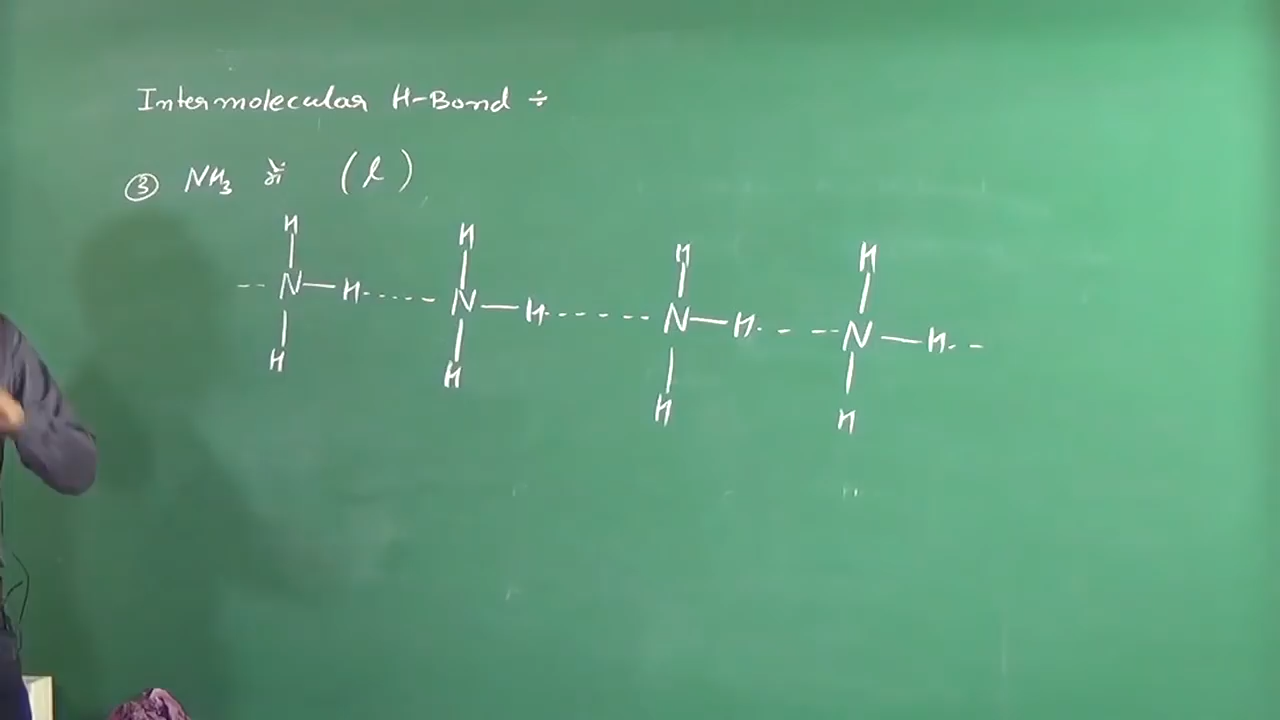 Intermolecular H-Bond ÷
③ NH₃ में (l)
H H H H
-- N—H ..... N—H ------ N—H . - -- N—H . . -
H H H H